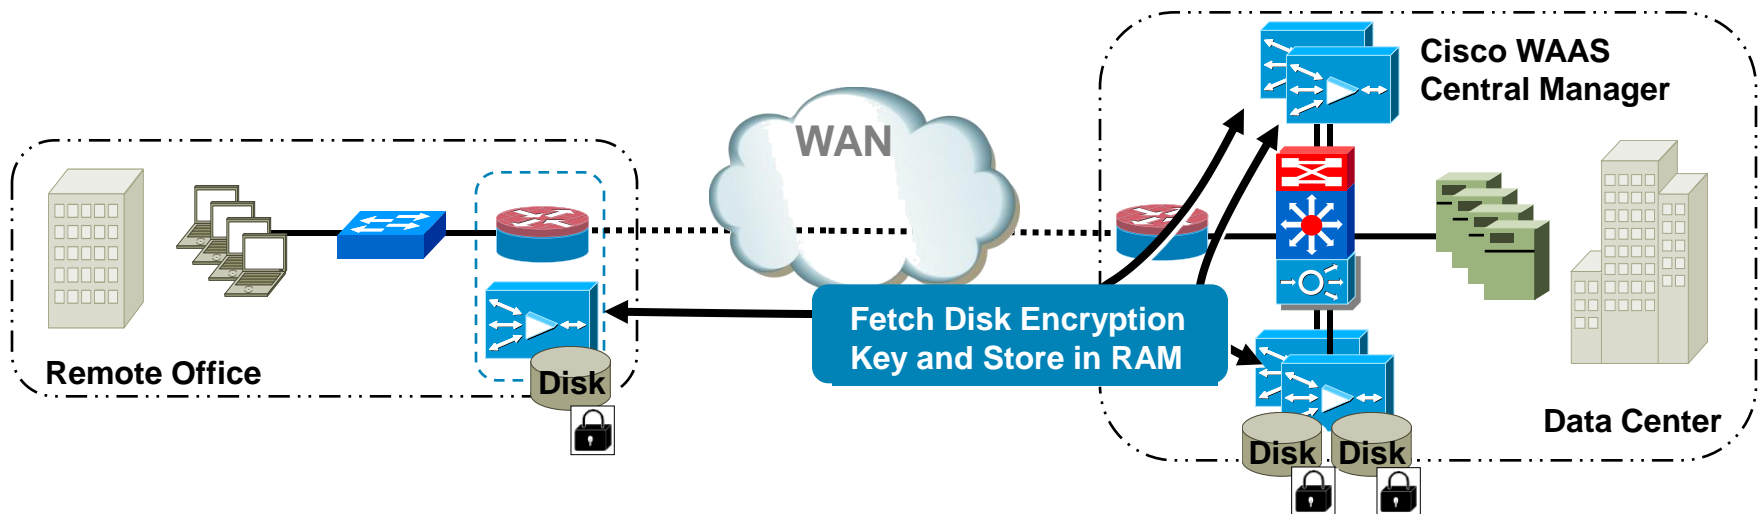 Cisco WAAS
Central Manager
WAN
Fetch Disk Encryption
Key and Store in RAM
Remote Office
Disk
Data Center
Disk
Disk